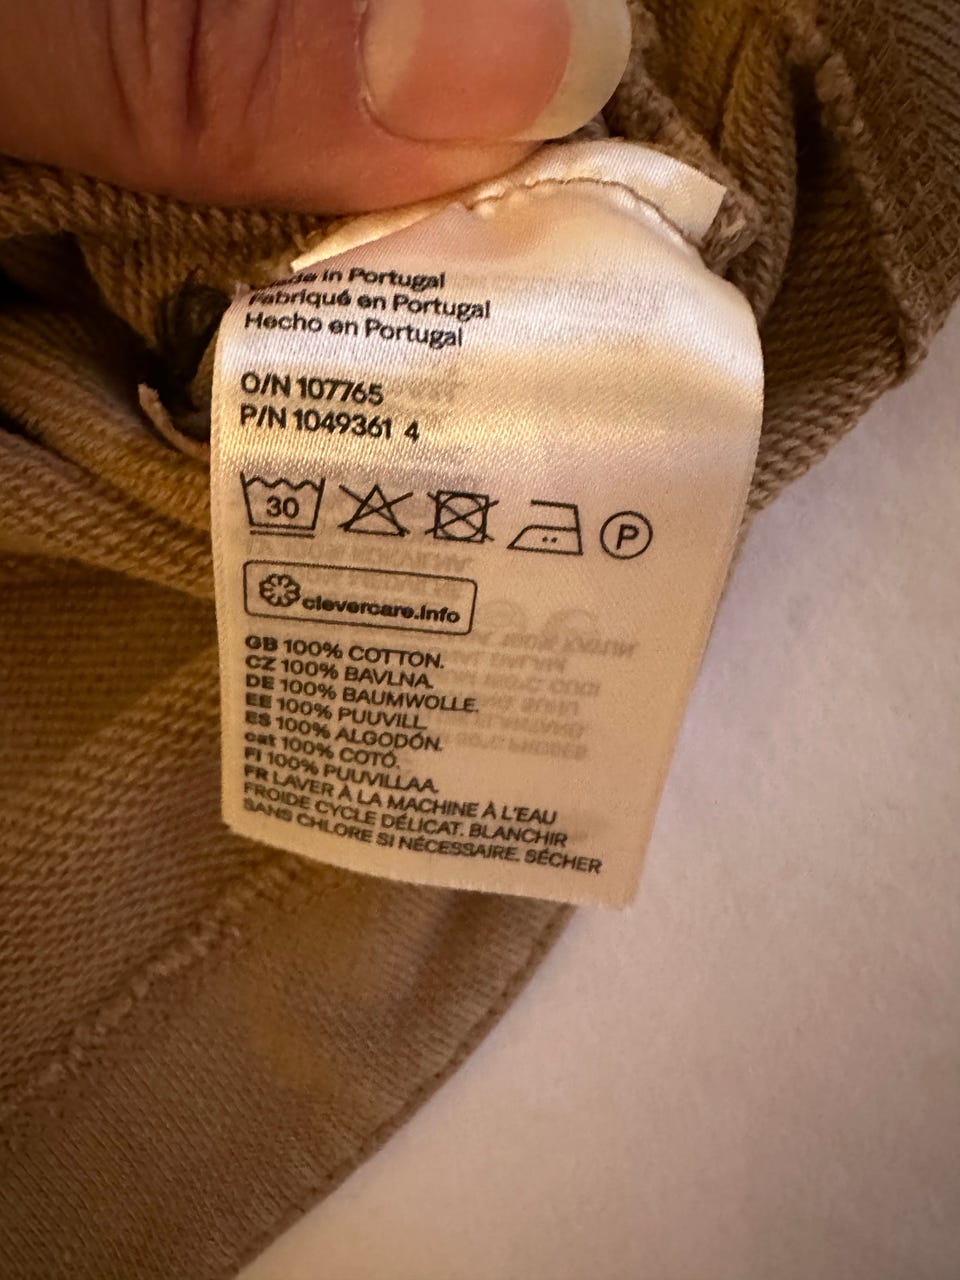 in Portugal
Fabriqué en Portugal
Hecho en Portugal
O/N 107765
P/N 1049361 4
30
P
clevercare.info
GB 100% COTTON.
CZ 100% BAVLNA.
DE 100% BAUMWOLLE.
EE 100% PUUVILL
ES 100% ALGODÓN.
cat 100% COTÓ.
FI 100% PUUVILLAA.
FR LAVER À LA MACHINE À L'EAU
FROIDE CYCLE DÉLICAT. BLANCHIR
SANS CHLORE SI NÉCESSAIRE. SÉCHER